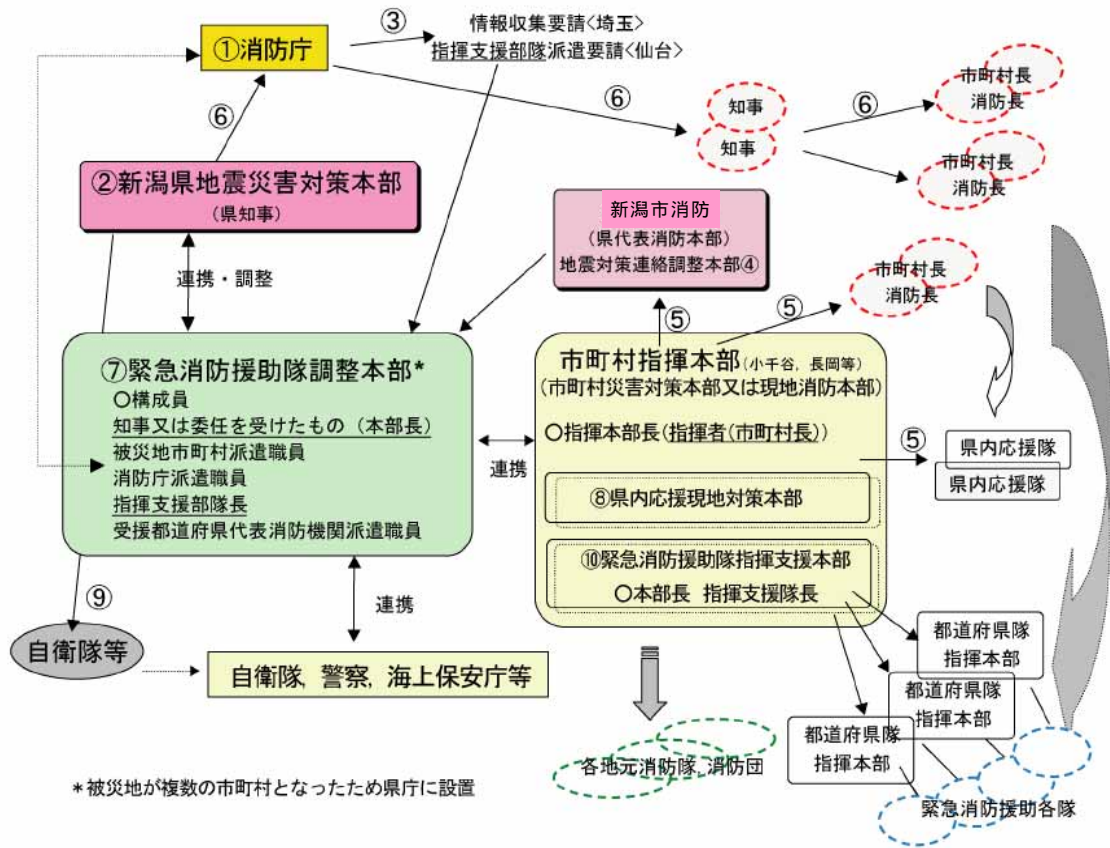 ③
情報収集要請<埼玉>
指揮支援部隊派遣要請<仙台>
①消防庁
⑥
⑥
知事
知事
⑥
市町村長
消防長
市町村長
消防長
②新潟県地震災害対策本部
(県知事)
連携・調整
新潟市消防
(県代表消防本部)
地震対策連絡調整本部④
⑤
⑤
市町村長
消防長
⑦緊急消防援助隊調整本部*
〇構成員
知事又は委任を受けたもの (本部長)
被災地市町村派遣職員
消防庁派遣職員
指揮支援部隊長
受援都道府県代表消防機関派遣職員
連携
市町村指揮本部(小千谷, 長岡等)
(市町村災害対策本部又は現地消防本部)
〇指揮本部長(指揮者(市町村長))
⑧県内応援現地対策本部
⑩緊急消防援助隊指揮支援本部
〇本部長 指揮支援隊長
⑤
県内応援隊
県内応援隊
⑨
自衛隊等
連携
自衛隊, 警察, 海上保安庁等
都道府県隊
指揮本部
都道府県隊
指揮本部
都道府県隊
指揮本部
各地元消防隊, 消防団
緊急消防援助各隊
*被災地が複数の市町村となったため県庁に設置